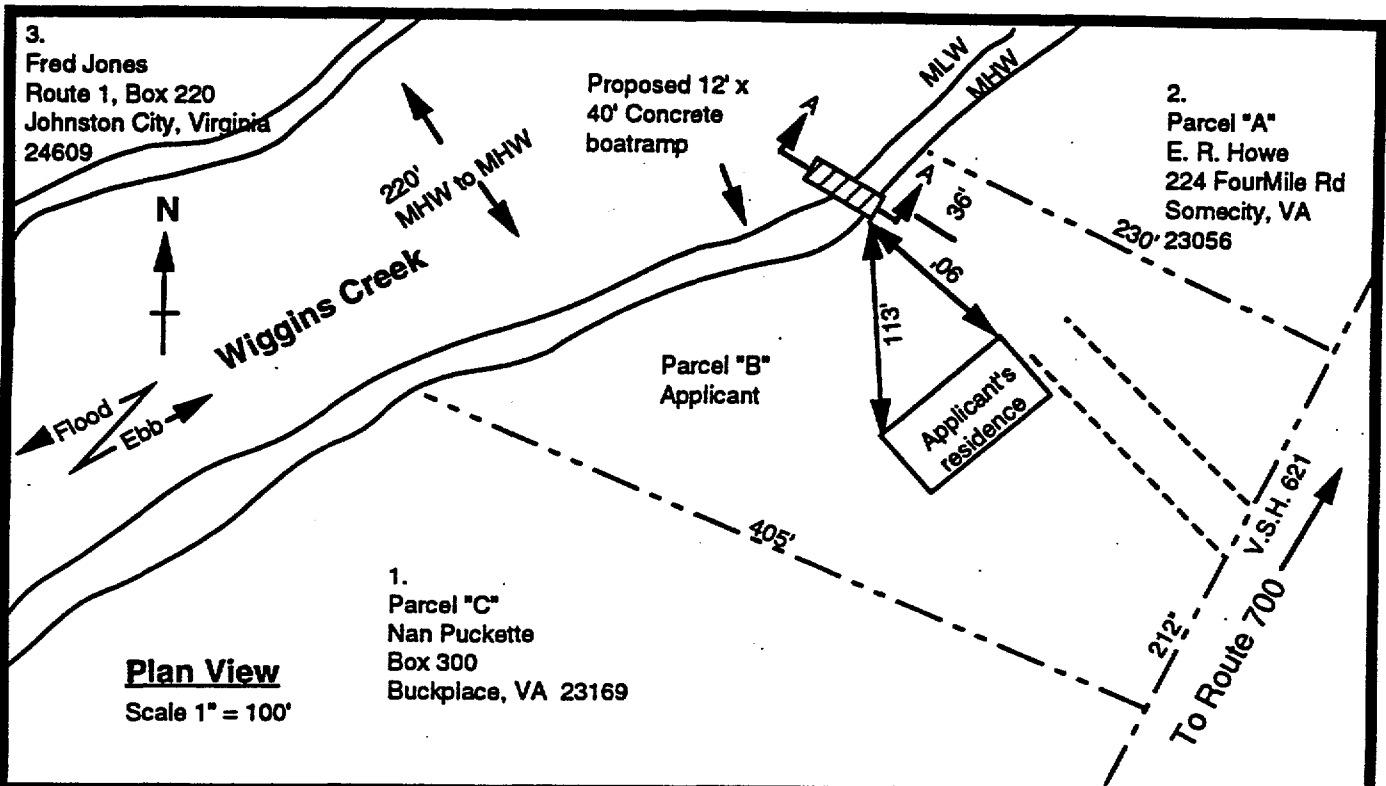 3.
Fred Jones
Route 1, Box 220
Johnston City, Virginia
24609
N
220'
MHW to MHW
Wiggins Creek
Flood
Ebb
Proposed 12' x
40' Concrete
boatramp
MLW
MHW
A
A
36'
2.
Parcel "A"
E. R. Howe
224 FourMile Rd
Somecity, VA
23056
230'
90'
113'
Parcel "B"
Applicant
Applicant's
residence
405'
V.S.H. 621
212"
To Route 700
1.
Parcel "C"
Nan Puckette
Box 300
Buckplace, VA 23169
Plan View
Scale 1" = 100'